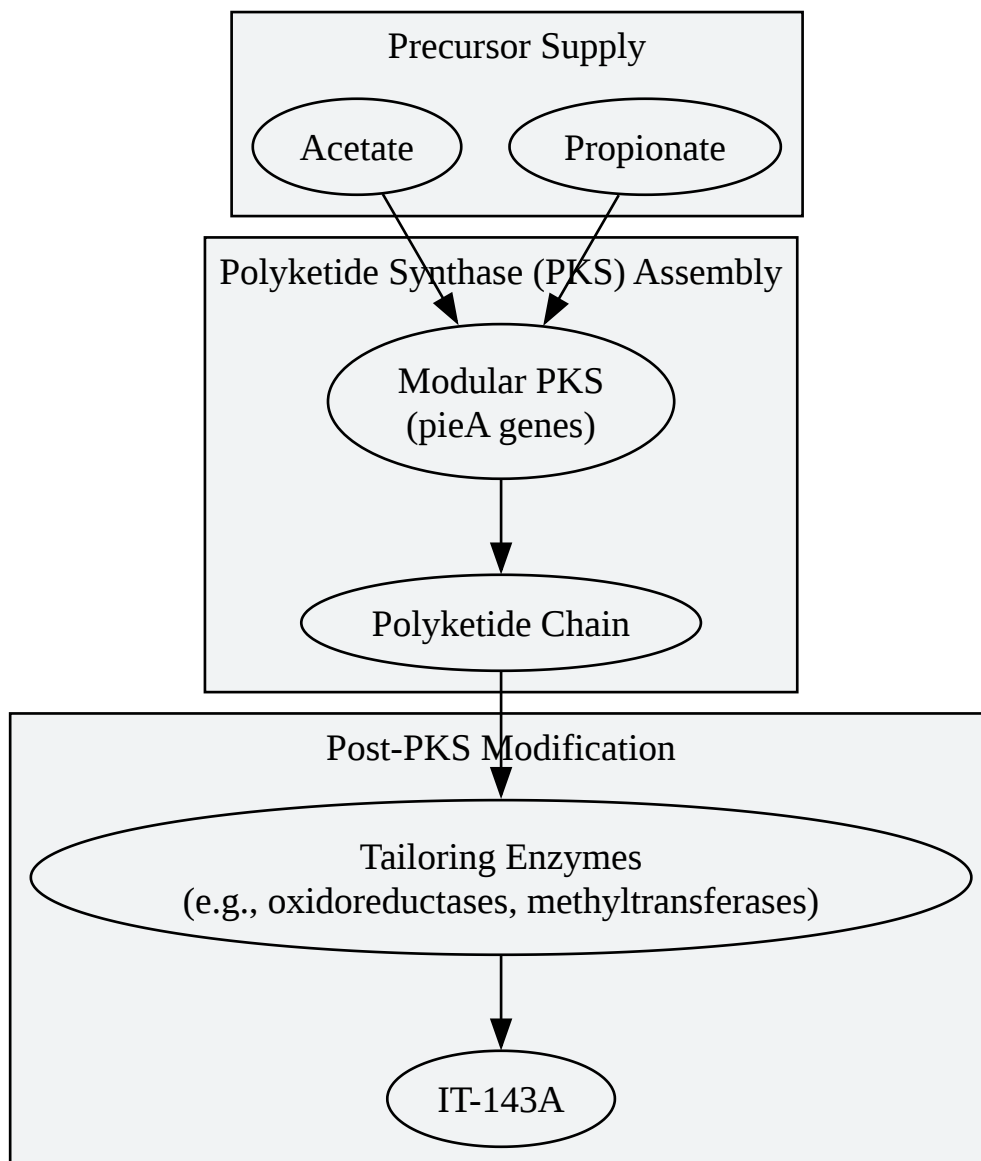 Precursor Supply
Acetate
Propionate
Polyketide Synthase (PKS) Assembly
Modular PKS
(pieA genes)
Polyketide Chain
Post-PKS Modification
Tailoring Enzymes
(e.g., oxidoreductases, methyltransferases)
IT-143A